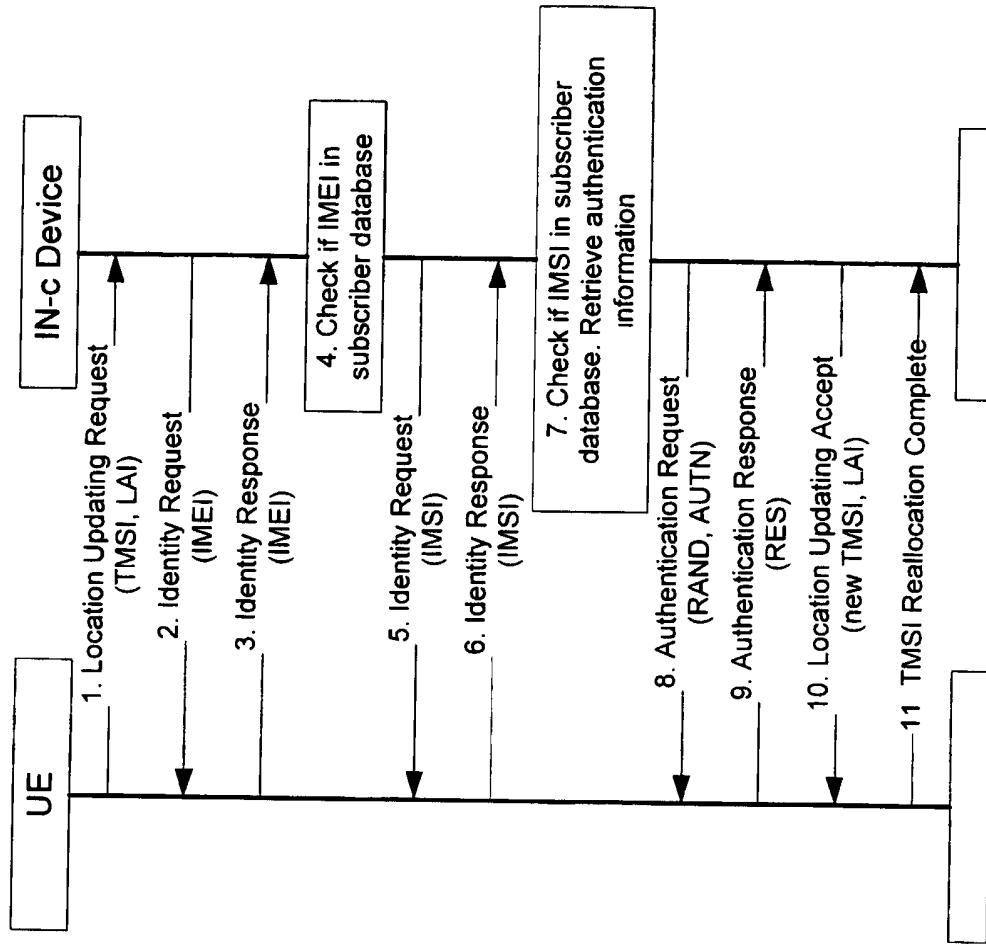 UE
IN-c Device
1. Location Updating Request
(TMSI, LAI)
2. Identity Request
(IMEI)
3. Identity Response
(IMEI)
4. Check if IMEI in
subscriber database
5. Identity Request
(IMSI)
6. Identity Response
(IMSI)
7. Check if IMSI in subscriber
database. Retrieve authentication
information
8. Authentication Request
(RAND, AUTN)
9. Authentication Response
(RES)
10. Location Updating Accept
(new TMSI, LAI)
11 TMSI Reallocation Complete